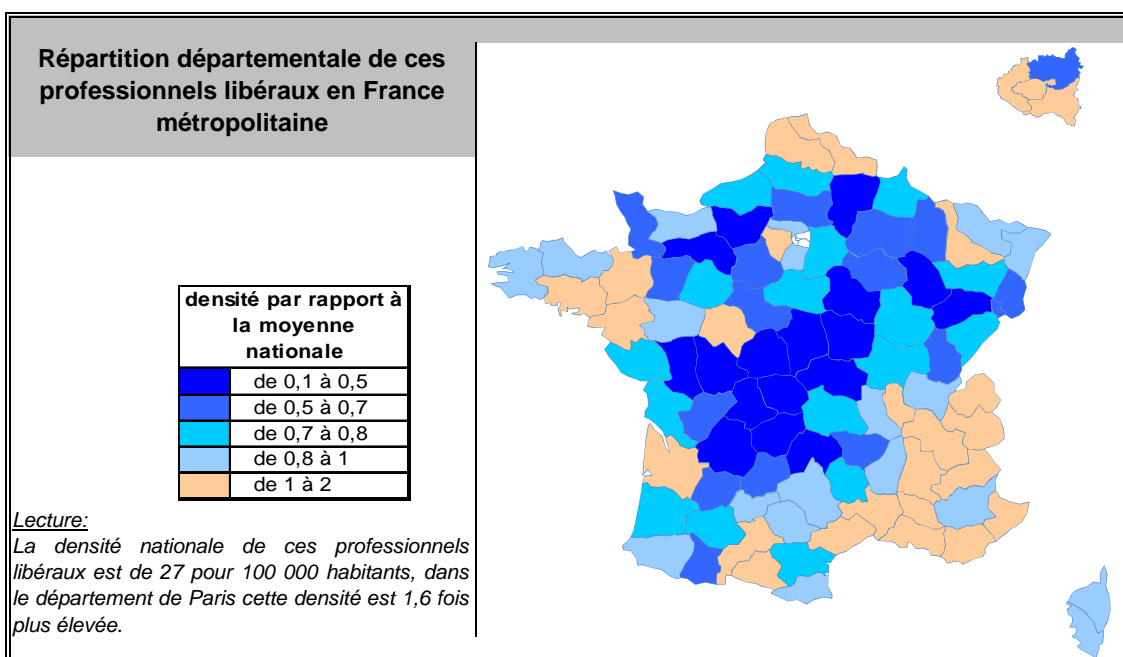 Répartition départementale de ces
professionnels libéraux en France
métropolitaine
densité par rapport à
la moyenne
nationale
de 0,1 à 0,5
de 0,5 à 0,7
de 0,7 à 0,8
de 0,8 à 1
de 1 à 2
Lecture:
La densité nationale de ces professionnels
libéraux est de 27 pour 100 000 habitants, dans
le département de Paris cette densité est 1,6 fois
plus élevée.